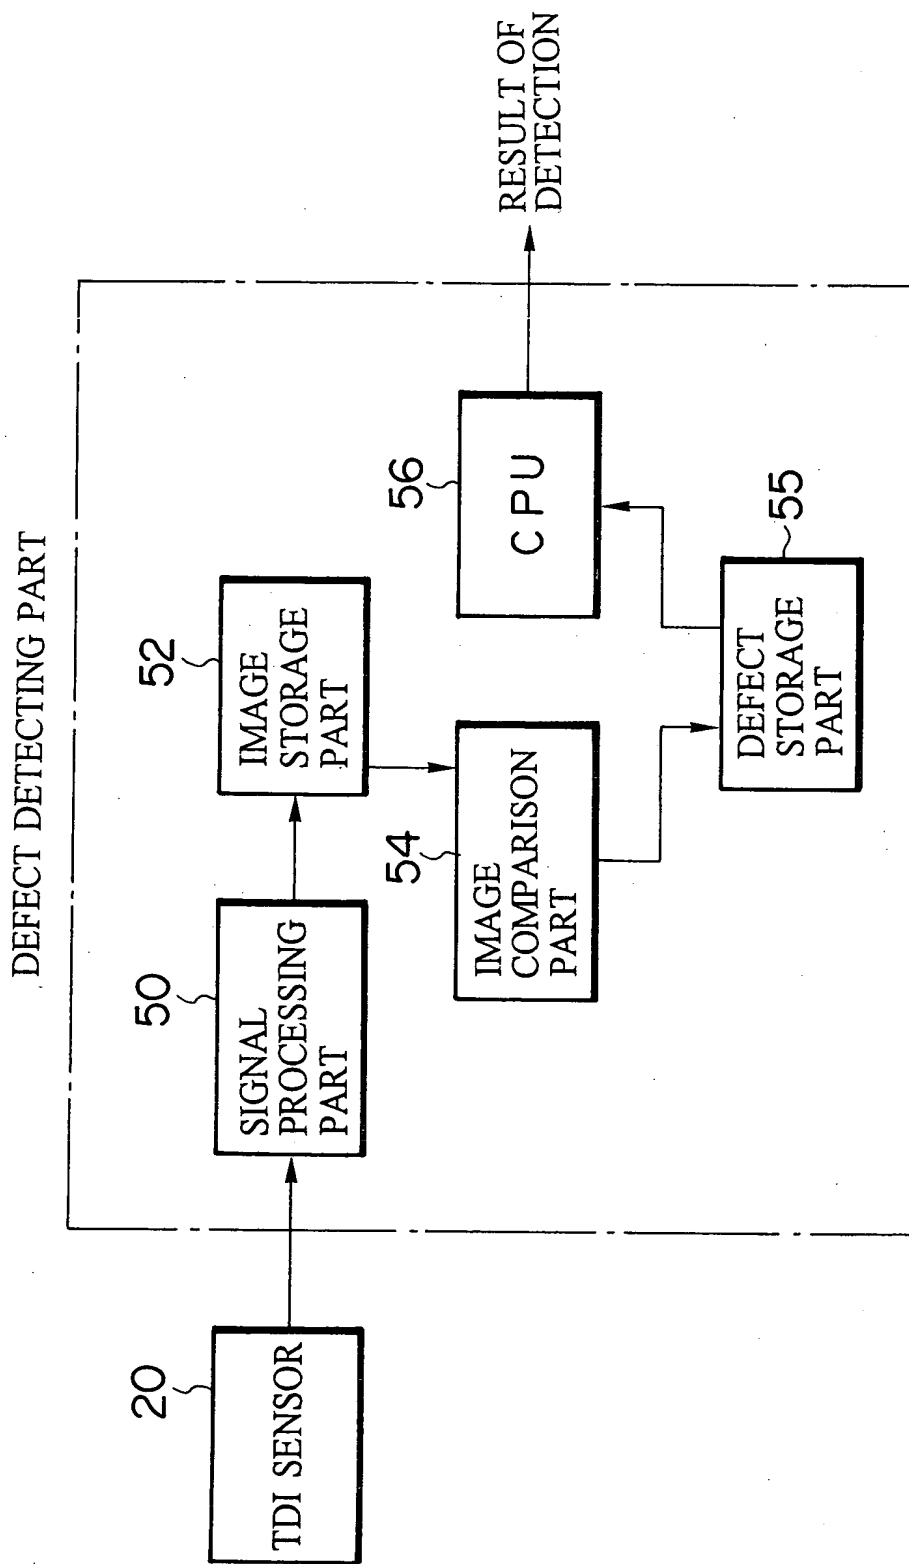 DEFECT DETECTING PART
20
TDI SENSOR
50
SIGNAL
PROCESSING
PART
52
IMAGE
STORAGE
PART
54
IMAGE
COMPARISON
PART
55
DEFECT
STORAGE
PART
56
CPU
RESULT OF
DETECTION